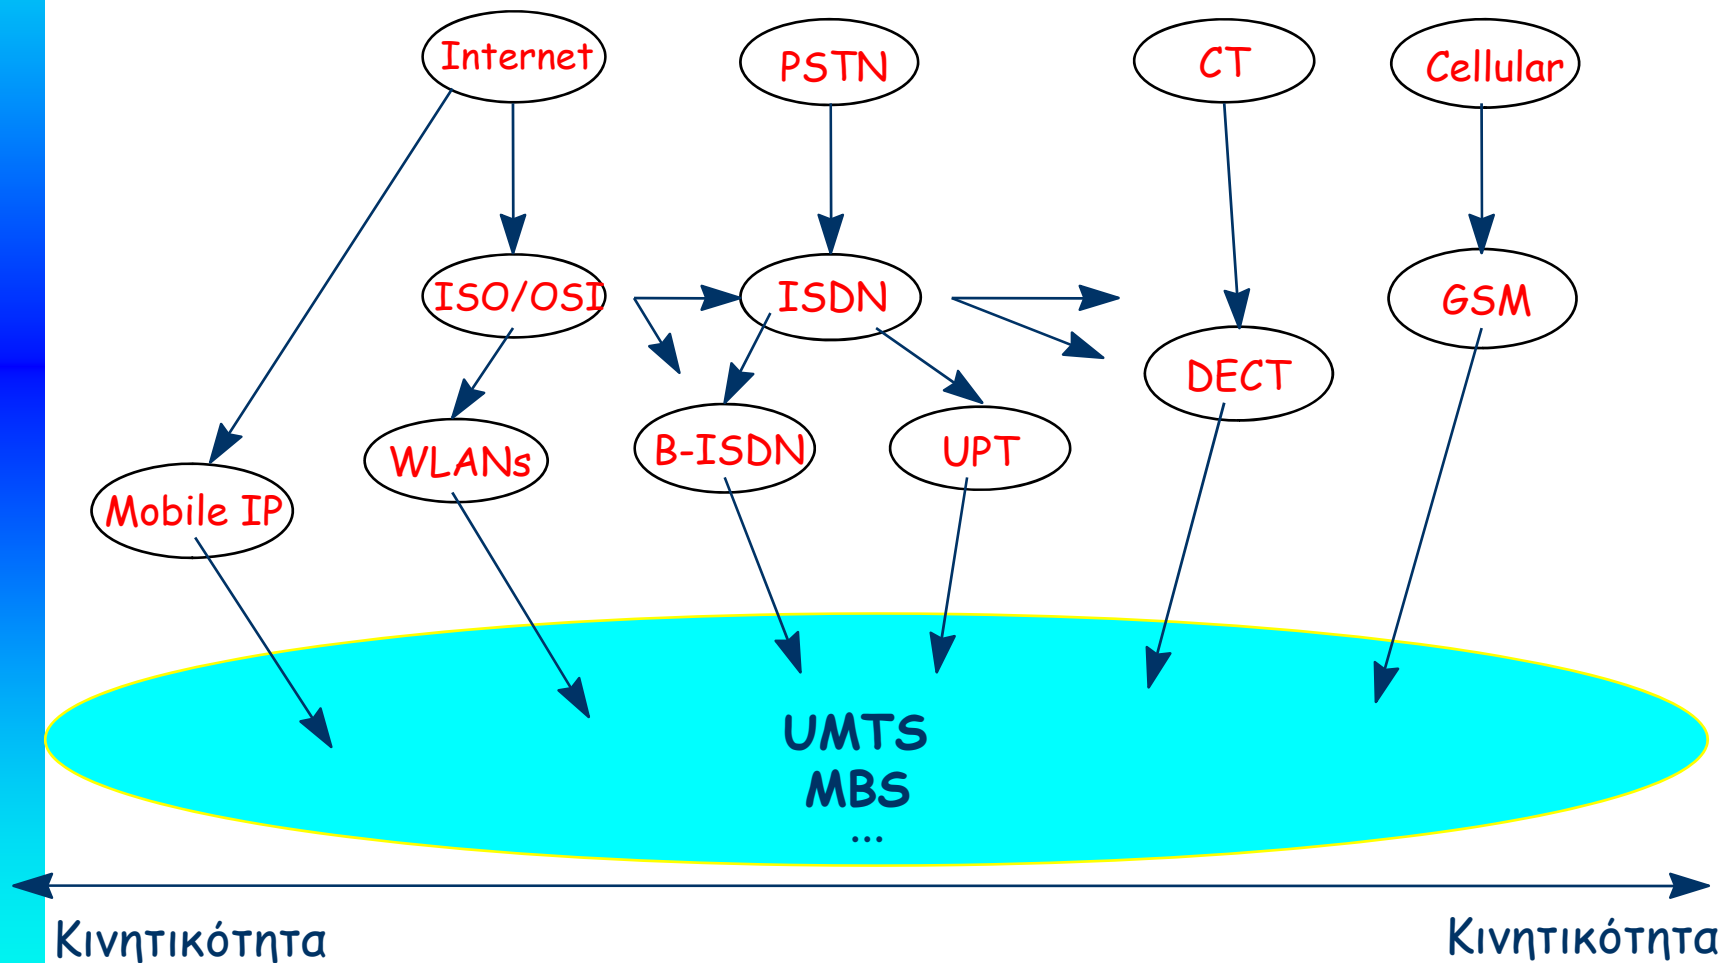 Internet
PSTN
CT
Cellular
ISO/OSI
ISDN
GSM
DECT
WLANs
B-ISDN
UPT
Mobile IP
UMTS
MBS
...
Κινητικότητα
Κινητικότητα